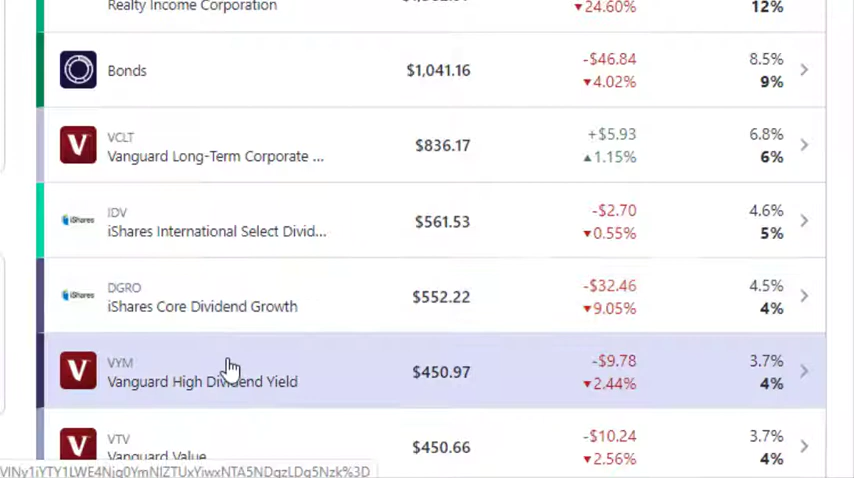 Realty Income Corporation
▼24.60%
12%
Bonds
$1,041.16
-$46.84
▼4.02%
8.5%
9%
V
VCLT
Vanguard Long-Term Corporate ...
$836.17
+$5.93
▲1.15%
6.8%
6%
iShares
IDV
iShares International Select Divid...
$561.53
-$2.70
▼0.55%
4.6%
5%
iShares
DGRO
iShares Core Dividend Growth
$552.22
-$32.46
▼9.05%
4.5%
4%
V
VYM
Vanguard High Dividend Yield
$450.97
-$9.78
▼2.44%
3.7%
4%
V
VTV
Vanguard Value
$450.66
-$10.24
▼2.56%
3.7%
4%